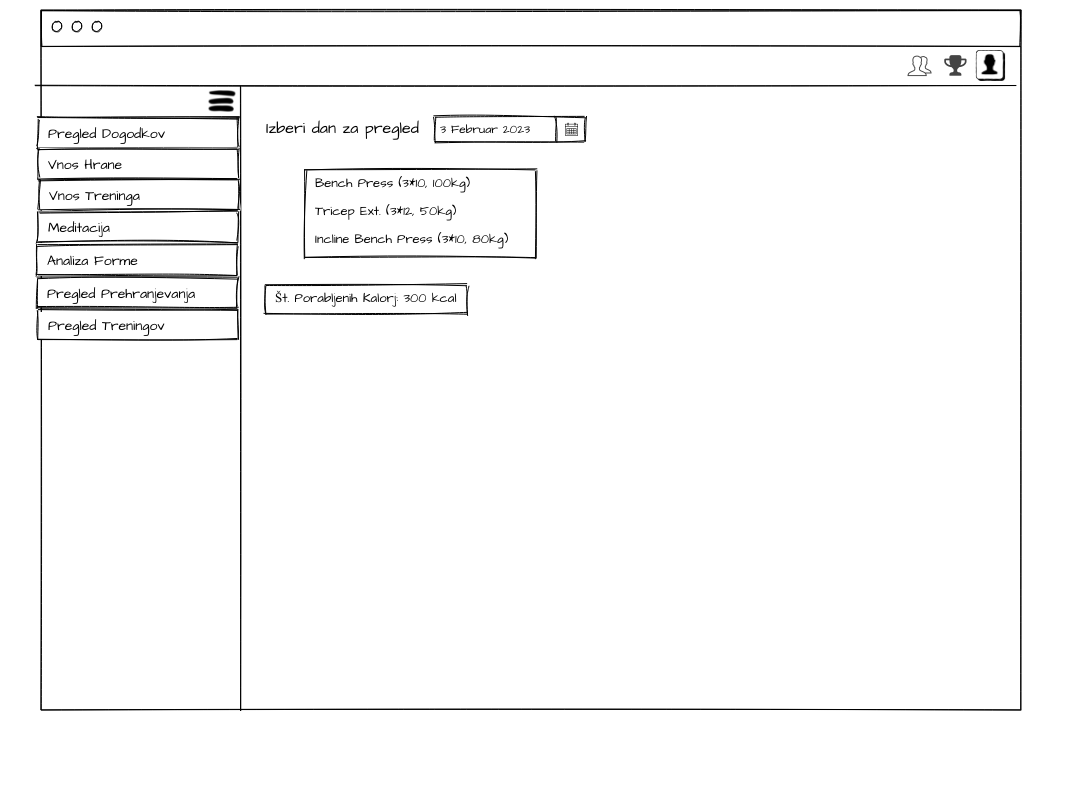 Pregled Dogodkov
Vnos Hrane
Vnos Treninga
Meditacija
Analiza Forme
Pregled Prehranjevanja
Pregled Treningov
Izberi dan za pregled
3 Februar 2023
Bench Press (3*10, 100kg)
Tricep Ext. (3*12, 50kg)
Incline Bench Press (3*10, 80kg)
Št. Porabljenih Kalorj: 300 kcal